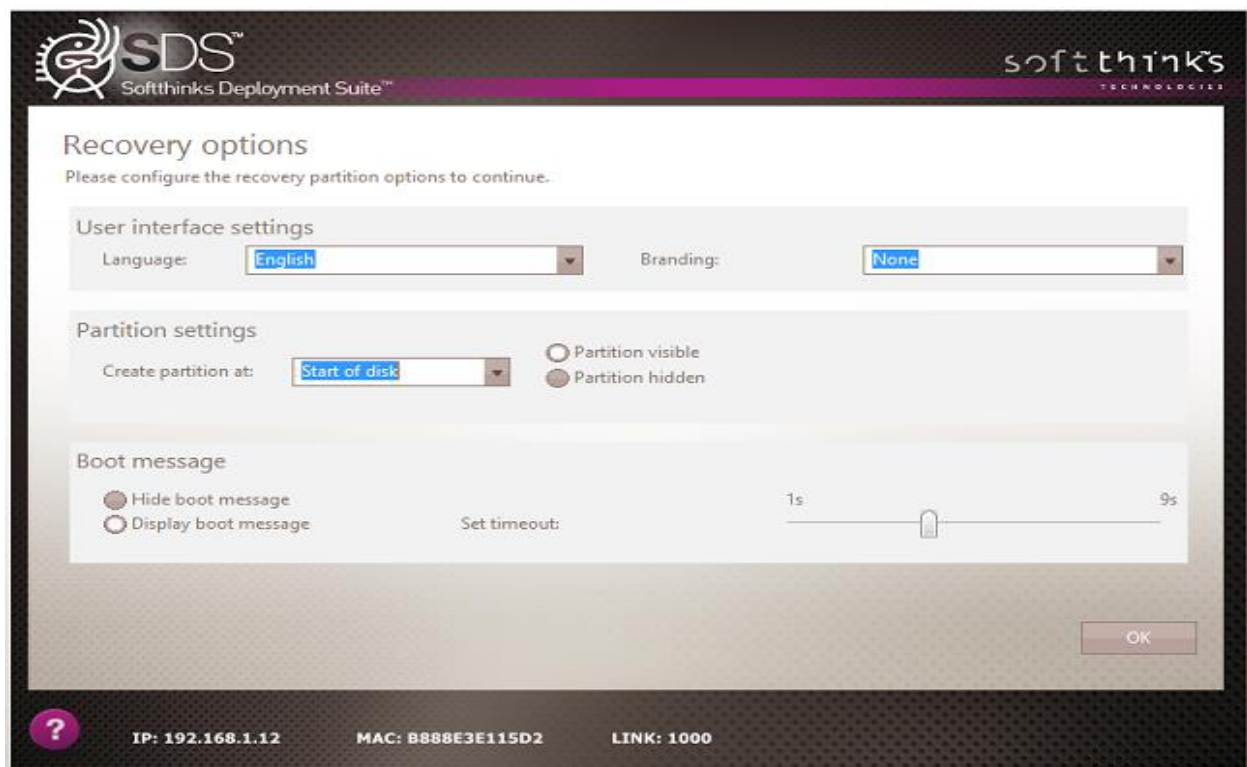 SDS™
Softthinks Deployment Suite™
softthinks
TECHNOLOGIES
Recovery options
Please configure the recovery partition options to continue.
User interface settings
Language: English Branding: None
Partition settings
Partition visible
Create partition at: Start of disk
Partition hidden
Boot message
Hide boot message 1s 9s
Display boot message Set timeout:
OK
? IP: 192.168.1.12 MAC: B888E3E115D2 LINK: 1000